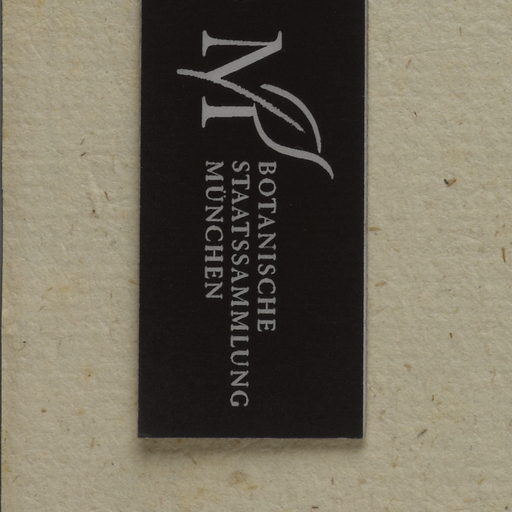 M
BOTANISCHE
STAATSSAMMLUNG
MÜNCHEN